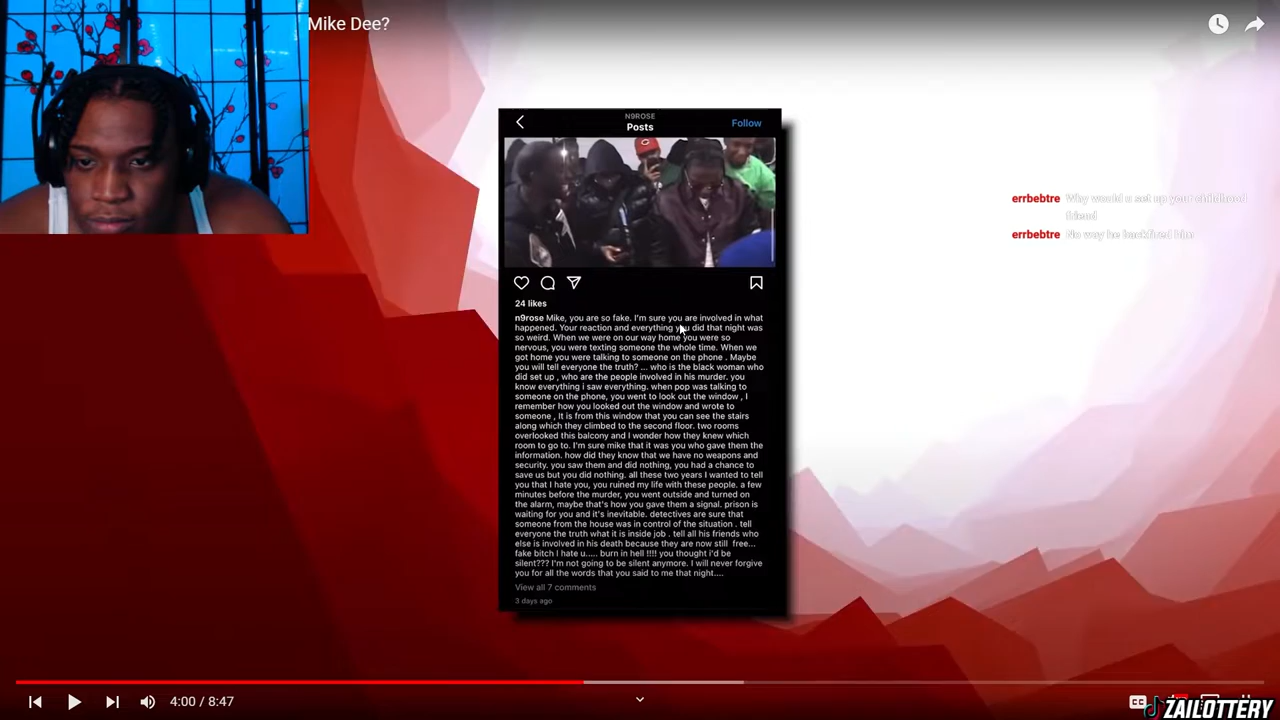 Mike Dee?
N9ROSE
Posts
Follow
errbebtre Why would u set up your childhood
friend
errbebtre No way he backfired blio
24 likes
n9rose Mike, you are so fake. I'm sure you are involved in what
happened. Your reaction and everything you did that night was
so weird. When we were on our way home you were so
nervous, you were texting someone the whole time. When we
got home you were talking to someone on the phone . Maybe
you will tell everyone the truth? ... who is the black woman who
did set up , who are the people involved in his murder. you
know everything i saw everything. when pop was talking to
someone on the phone, you went to look out the window , I
remember how you looked out the window and wrote to
someone , It is from this window that you can see the stairs
along which they climbed to the second floor. two rooms
overlooked this balcony and I wonder how they knew which
room to go to. I'm sure mike that it was you who gave them the
information. how did they know that we have no weapons and
security. you saw them and did nothing, you had a chance to
save us but you did nothing. all these two years I wanted to tell
you that I hate you, you ruined my life with these people. a few
minutes before the murder, you went outside and turned on
the alarm, maybe that's how you gave them a signal. prison is
waiting for you and it's inevitable. detectives are sure that
someone from the house was in control of the situation . tell
everyone the truth what it is inside job . tell all his friends who
else is involved in his death because they are now still free...
fake bitch I hate u..... burn in hell !!!! you thought i'd be
silent??? I'm not going to be silent anymore. I will never forgive
you for all the words that you said to me that night....
View all 7 comments
3 days ago
4:00 / 8:47
CC
ZAILOTTERY